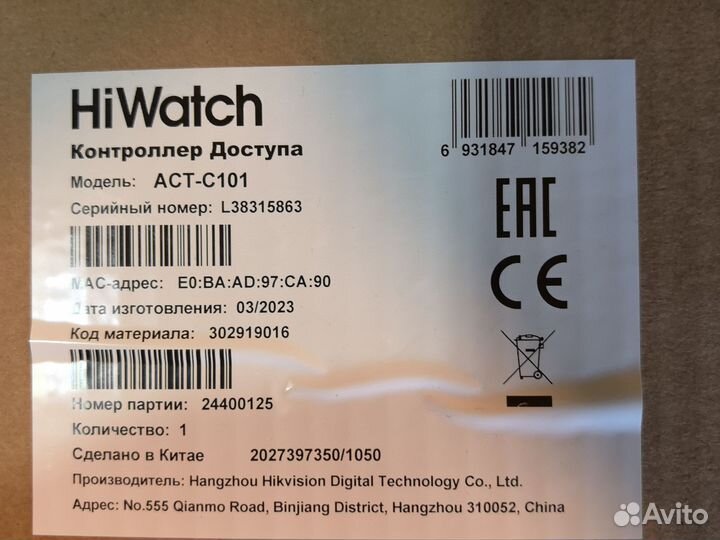 HiWatch
Контроллер Доступа
Модель: ACT-C101
Серийный номер: L38315863
6 931847 159382
EAC
CE
MAC-адрес: E0:BA:AD:97:CA:90
Дата изготовления: 03/2023
Код материала: 302919016
Номер партии: 24400125
Количество: 1
Сделано в Китае 2027397350/1050
Производитель: Hangzhou Hikvision Digital Technology Co., Ltd.
Адрес: No.555 Qianmo Road, Binjiang District, Hangzhou 310052, China
Avito